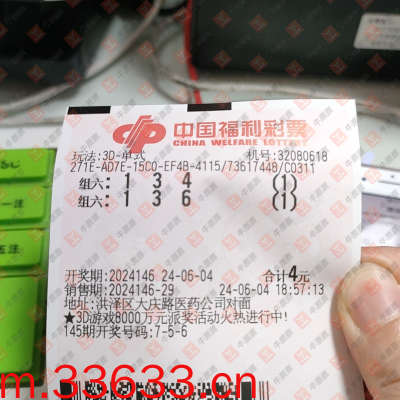 中国福利彩票
CHINA WELFARE LOTTERY
玩法:3D-单式 机号:32080618
271E-AD7E-15C0-EF4B-4115/73617448/C0311
组六: 1 3 4 (1)
组六: 1 3 6 (1)
开奖期:2024146 24-06-04 合计4元
销售期:2024146-29 24-06-04 18:57:13
地址:洪泽区大庆路医药公司对面
★3D游戏8000万元派奖活动火热进行中!
145期开奖号码:7-5-6
m.33633.cn